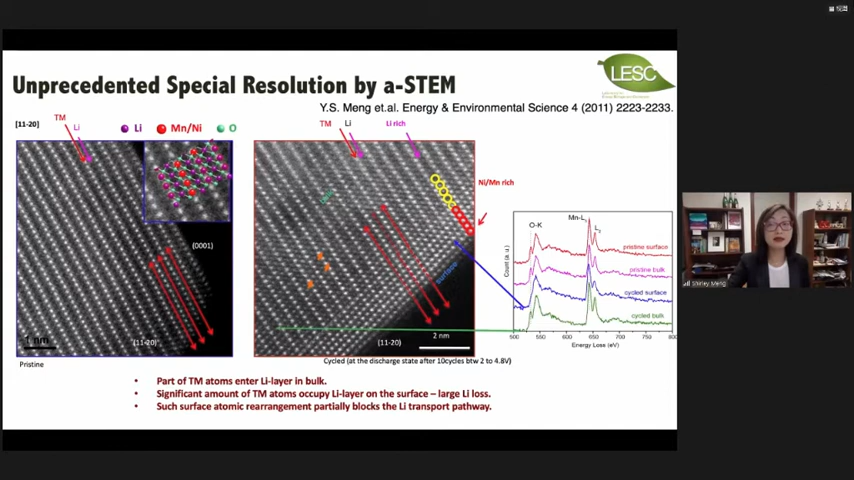 Unprecedented Special Resolution by a-STEM
LESC
Y.S. Meng et.al. Energy & Environmental Science 4 (2011) 2223-2233.
[11-20]
TM
Li
Li
Mn/Ni
O
TM
Li
Li rich
Ni/Mn rich
(0001)
surface
O-K
Mn-L3
L2
pristine surface
pristine bulk
cycled surface
cycled bulk
Count (a. u.)
500 550 600 650 700 750 800
Energy Loss (eV)
1 nm
(11-20)
(11-20)
2 nm
Pristine
Cycled (at the discharge state after 10cycles btw 2 to 4.8V)
• Part of TM atoms enter Li-layer in bulk.
• Significant amount of TM atoms occupy Li-layer on the surface – large Li loss.
• Such surface atomic rearrangement partially blocks the Li transport pathway.
Shirley Meng